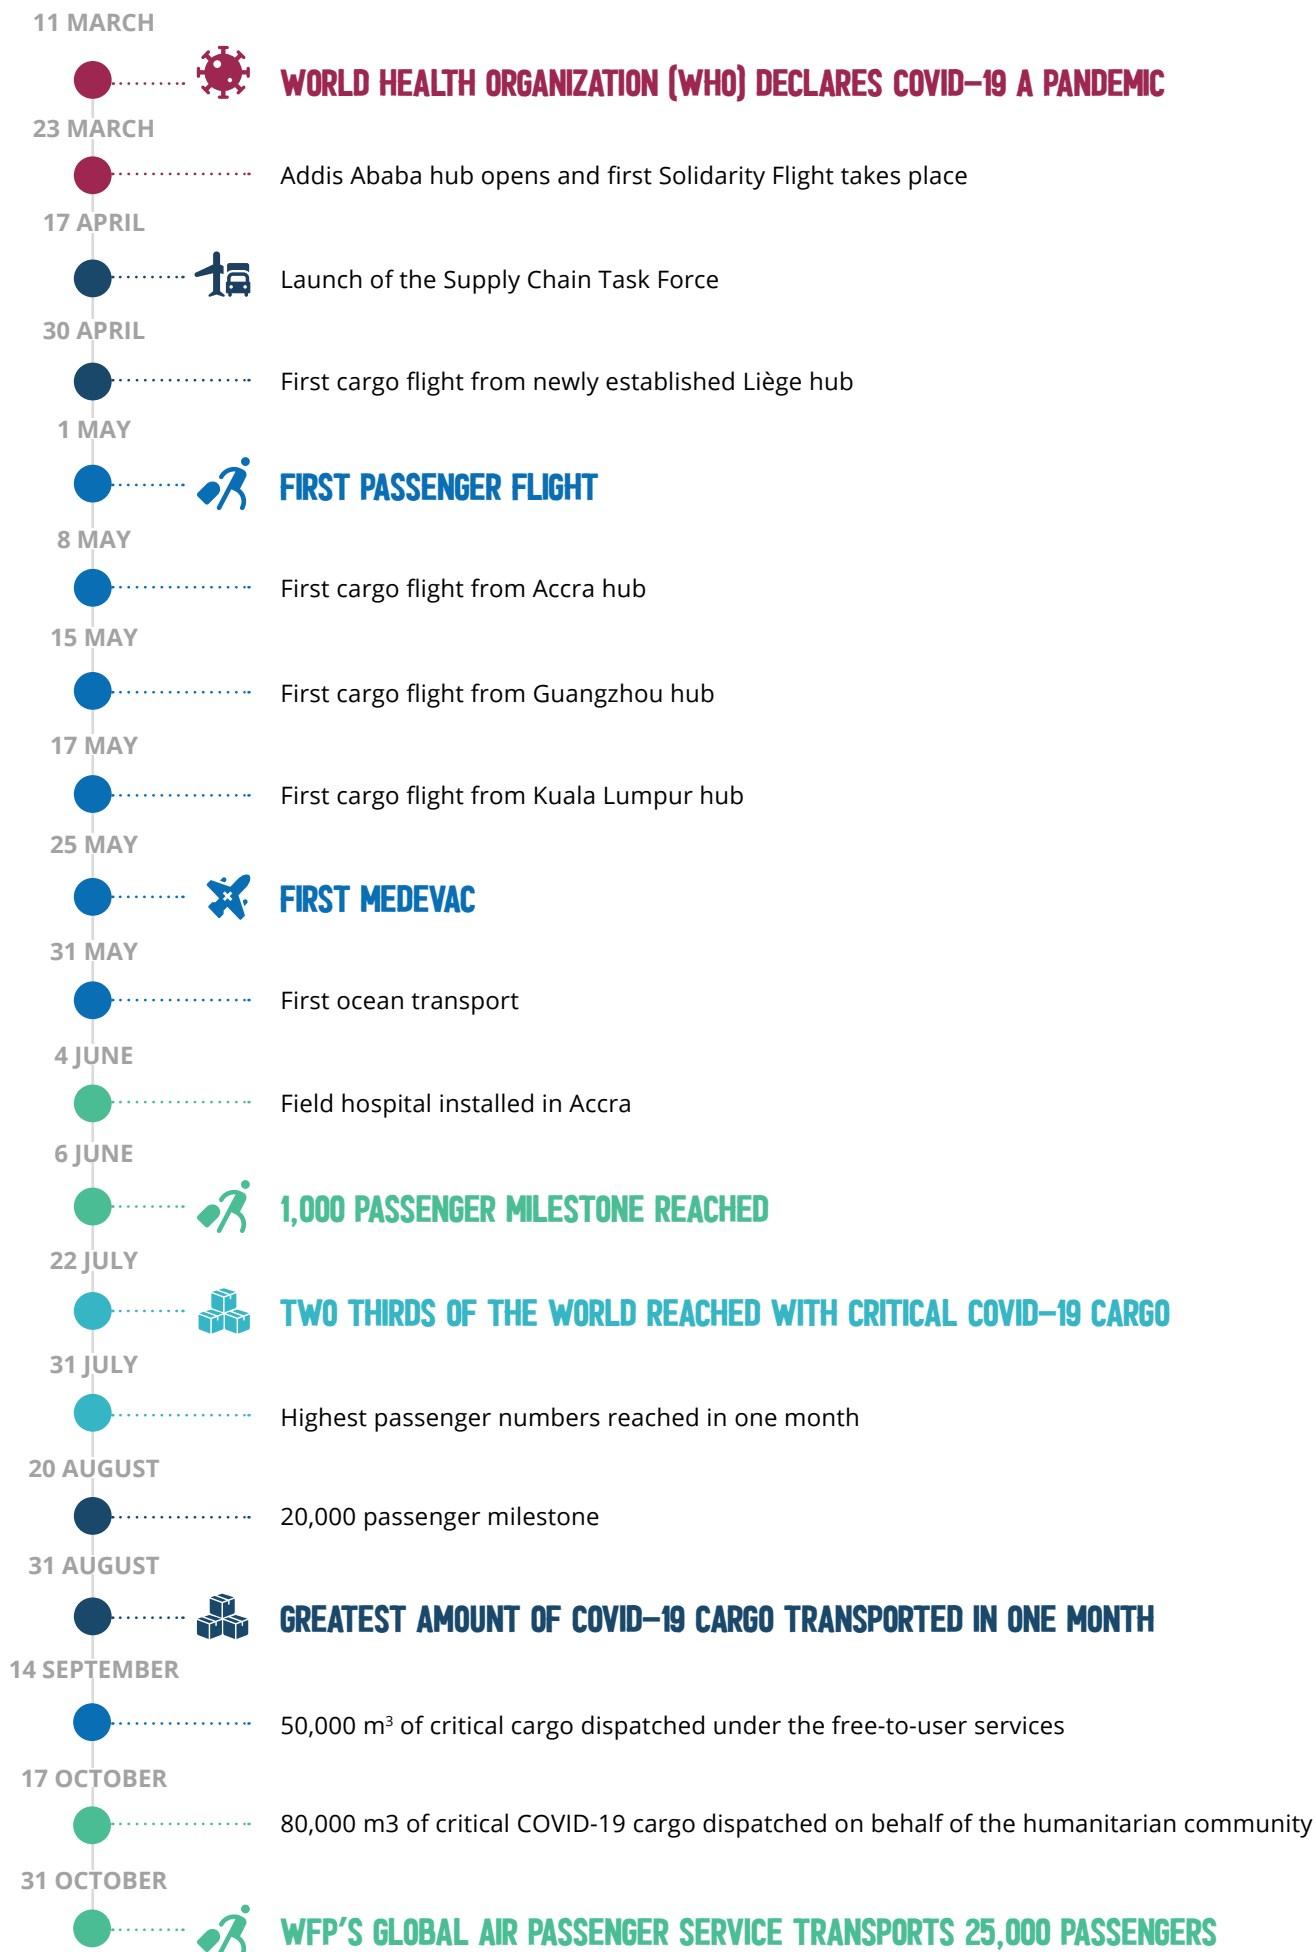 11 MARCH
WORLD HEALTH ORGANIZATION (WHO) DECLARES COVID-19 A PANDEMIC
23 MARCH
Addis Ababa hub opens and first Solidarity Flight takes place
17 APRIL
Launch of the Supply Chain Task Force
30 APRIL
First cargo flight from newly established Liège hub
1 MAY
FIRST PASSENGER FLIGHT
8 MAY
First cargo flight from Accra hub
15 MAY
First cargo flight from Guangzhou hub
17 MAY
First cargo flight from Kuala Lumpur hub
25 MAY
FIRST MEDEVAC
31 MAY
First ocean transport
4 JUNE
Field hospital installed in Accra
6 JUNE
1,000 PASSENGER MILESTONE REACHED
22 JULY
TWO THIRDS OF THE WORLD REACHED WITH CRITICAL COVID-19 CARGO
31 JULY
Highest passenger numbers reached in one month
20 AUGUST
20,000 passenger milestone
31 AUGUST
GREATEST AMOUNT OF COVID-19 CARGO TRANSPORTED IN ONE MONTH
14 SEPTEMBER
50,000 m³ of critical cargo dispatched under the free-to-user services
17 OCTOBER
80,000 m3 of critical COVID-19 cargo dispatched on behalf of the humanitarian community
31 OCTOBER
WFP'S GLOBAL AIR PASSENGER SERVICE TRANSPORTS 25,000 PASSENGERS